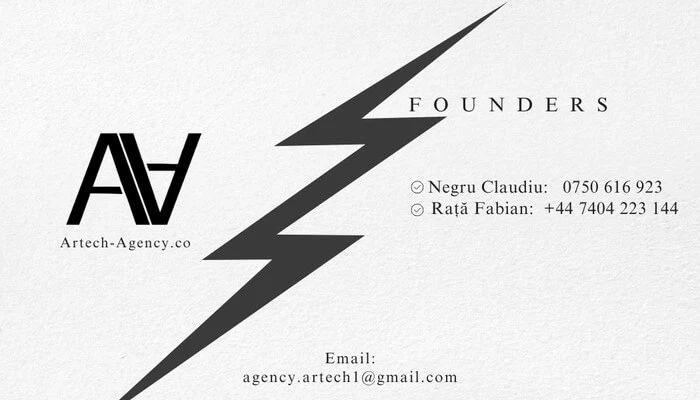 FOUNDERS
AA
Artech-Agency.co
Negru Claudiu: 0750 616 923
Rață Fabian: +44 7404 223 144
Email:
agency.artech1@gmail.com